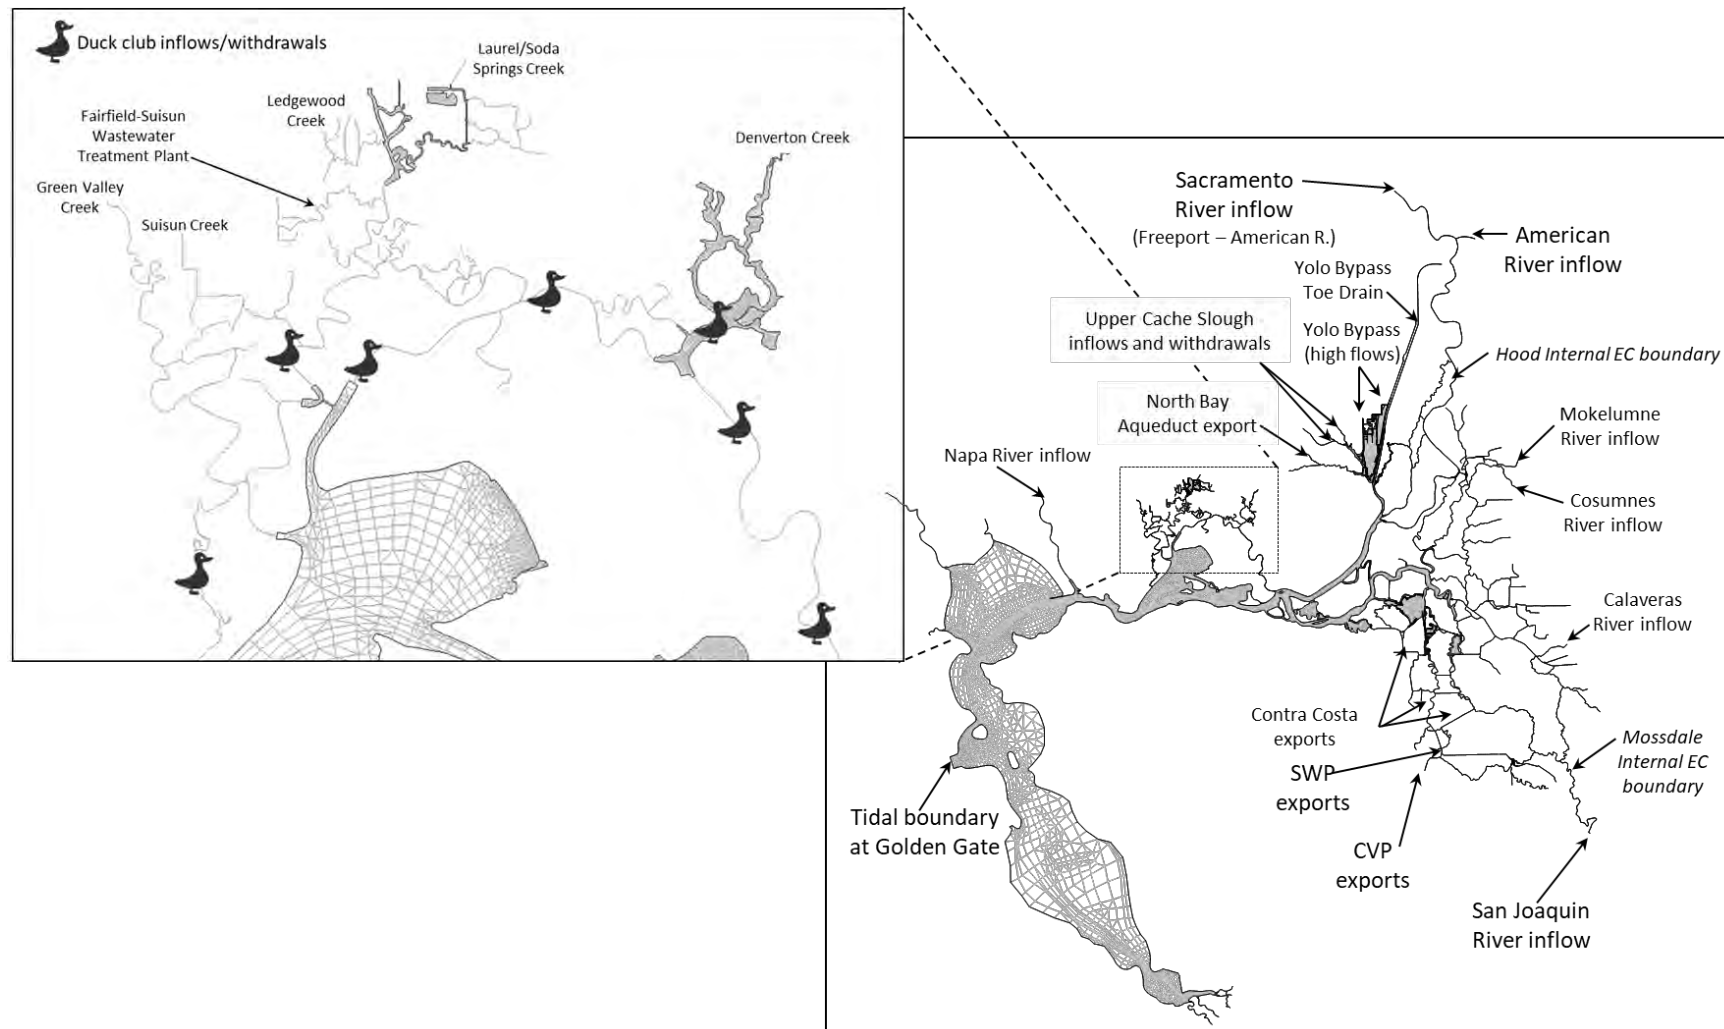 Duck club inflows/withdrawals
Laurel/Soda
Springs Creek
Ledgewood
Creek
Fairfield-Suisun
Wastewater
Treatment Plant
Denverton Creek
Green Valley
Creek
Suisun Creek
Sacramento
River inflow
(Freeport – American R.)
American
River inflow
Yolo Bypass
Toe Drain
Upper Cache Slough
inflows and withdrawals
Yolo Bypass
(high flows)
Hood Internal EC boundary
North Bay
Aqueduct export
Mokelumne
River inflow
Napa River inflow
Cosumnes
River inflow
Calaveras
River inflow
Contra Costa
exports
SWP
exports
Mossdale
Internal EC
boundary
Tidal boundary
at Golden Gate
CVP
exports
San Joaquin
River inflow